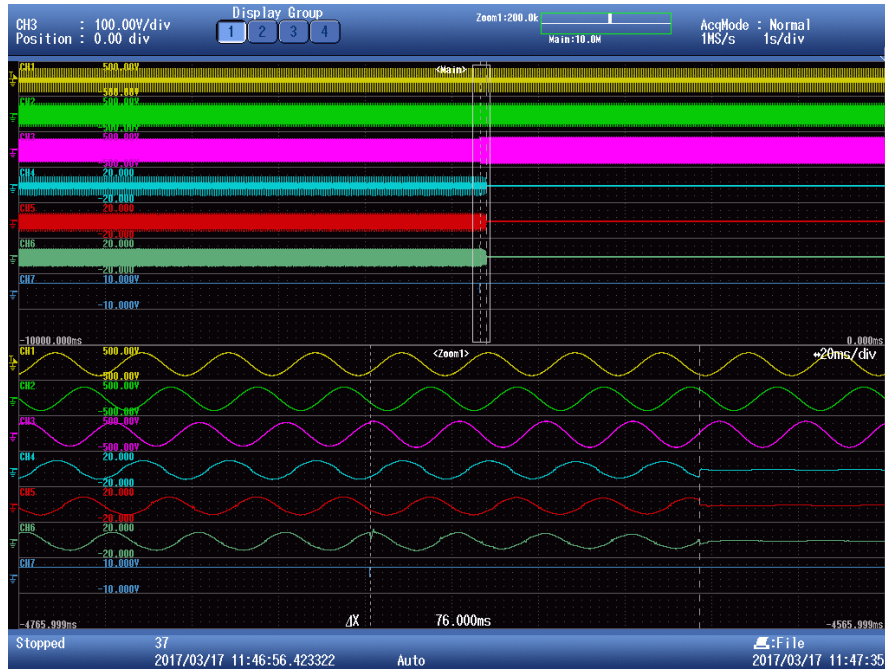 CH3 : 100.00V/div
Position : 0.00 div
Display Group
1 2 3 4
Zoom1:200.0k
Main:10.0M
AcqMode : Normal
1MS/s 1s/div
<Main>
CH1 500.00V
CH2
-500.00V
CH3 500.00V
CH4 20.000
-20.000
CH5 20.000
CH6 20.000
-20.000
CH7 10.000V
-10.000V
-10000.000ms
0.000ms
<Zoom1>
20ms/div
CH1 500.00V
-500.00V
CH2 500.00V
-500.00V
CH3 500.00V
-500.00V
CH4 20.000
-20.000
CH5 20.000
-20.000
CH6 20.000
-20.000
CH7 10.000V
-10.000V
ΔX 76.000ms
-4765.999ms
-4565.999ms
Stopped 37
2017/03/17 11:46:56.423322 Auto
:File
2017/03/17 11:47:35